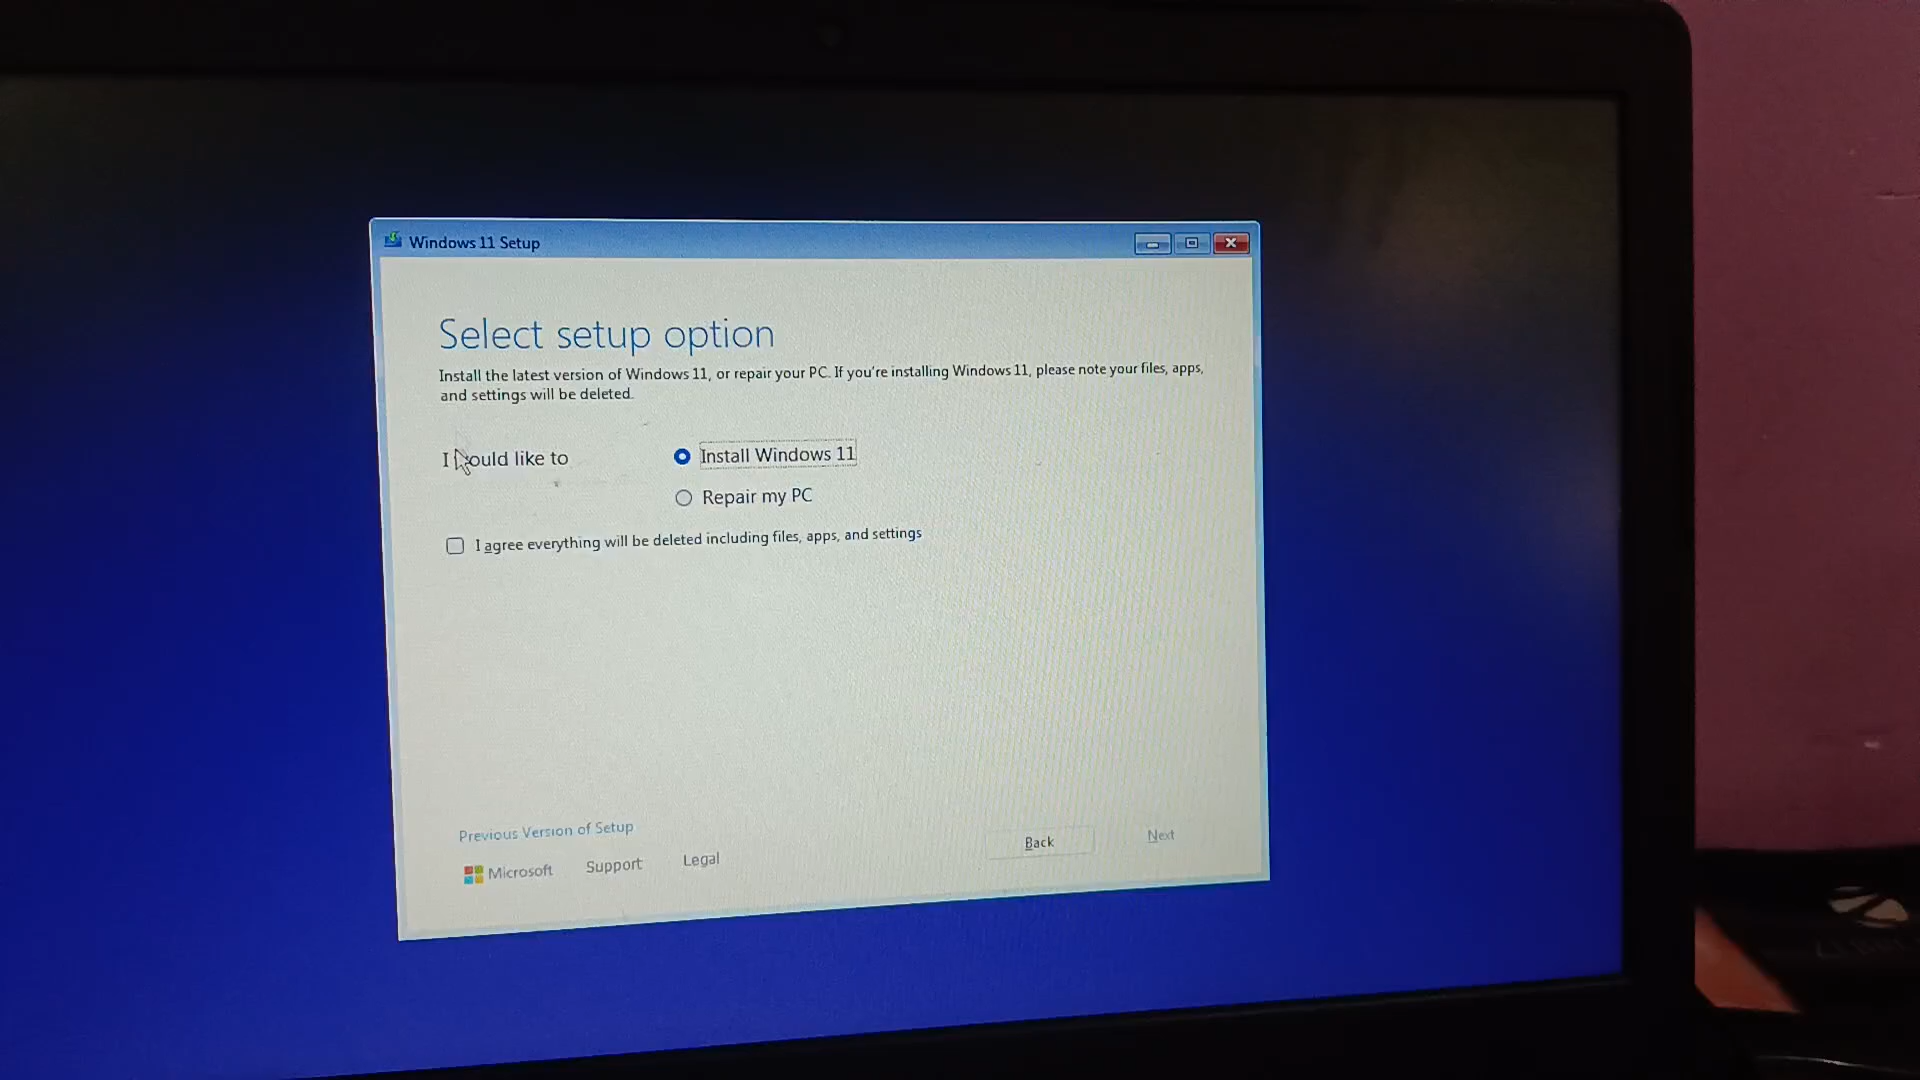 Windows 11 Setup
Select setup option
Install the latest version of Windows 11, or repair your PC. If you're installing Windows 11, please note your files, apps,
and settings will be deleted.
I would like to
Install Windows 11
Repair my PC
I agree everything will be deleted including files, apps, and settings
Previous Version of Setup
Microsoft
Support
Legal
Back
Next